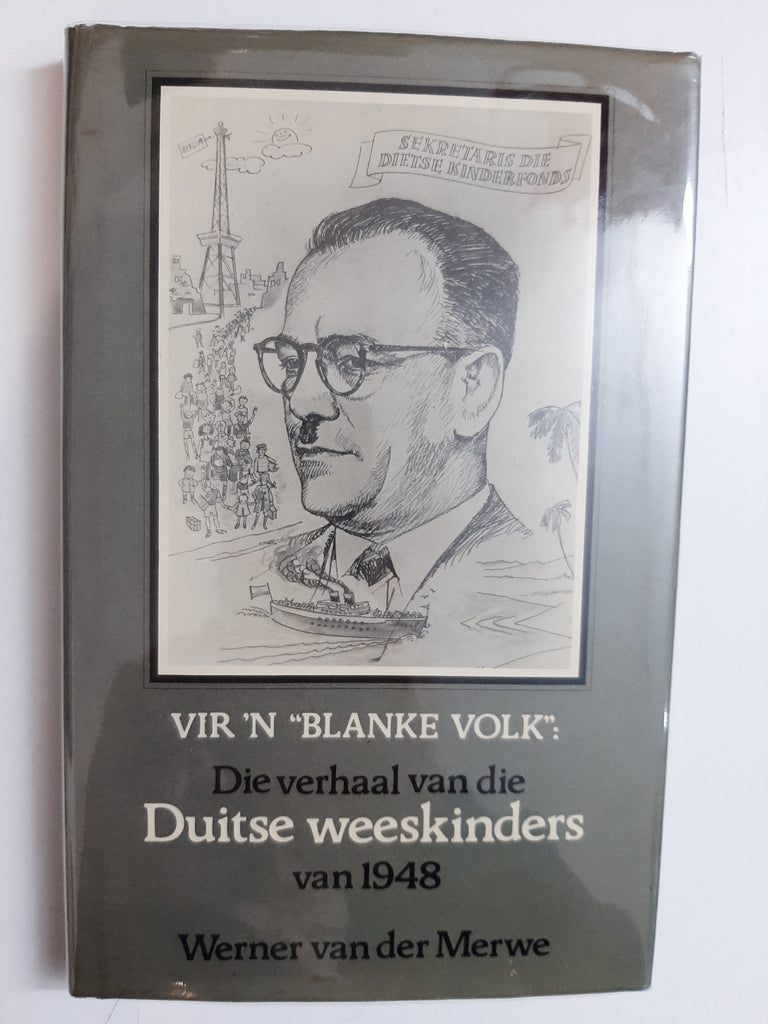 BERLIN
SEKRETARIS DIE
DIETSE KINDERFONDS
VIR 'N "BLANKE VOLK":
Die verhaal van die
Duitse weeskinders
van 1948
Werner van der Merwe